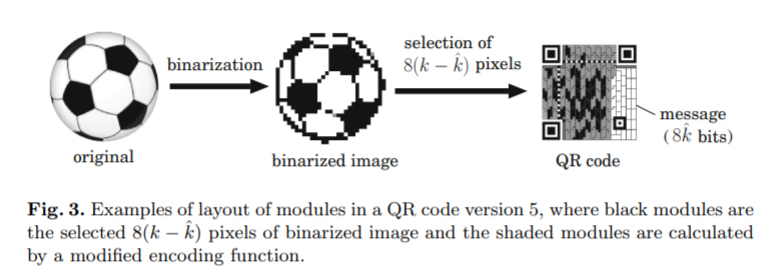 binarization
selection of
8(k − k̂) pixels
original
binarized image
QR code
message
(8k̂ bits)
Fig. 3. Examples of layout of modules in a QR code version 5, where black modules are
the selected 8(k − k̂) pixels of binarized image and the shaded modules are calculated
by a modified encoding function.